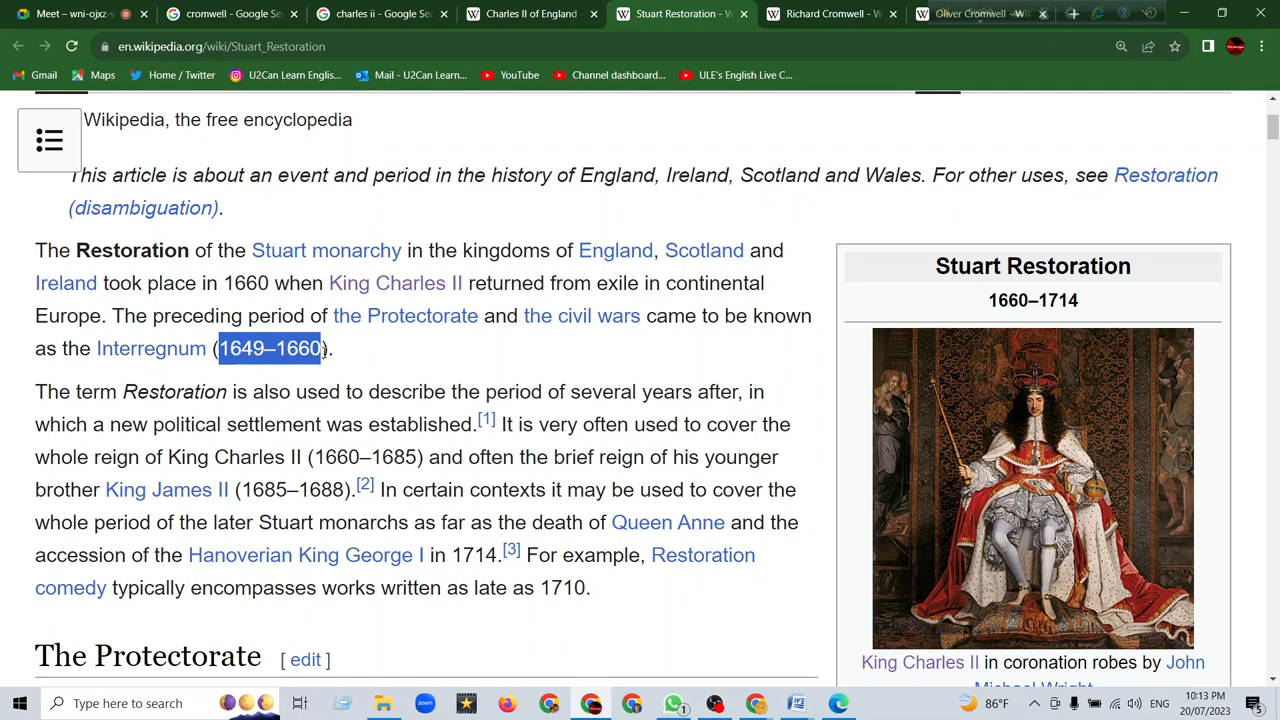 Meet – wni-ojxz-
cromwell - Google Se
charles ii - Google Se
Charles II of England
Stuart Restoration - W
Richard Cromwell - W
Oliver Cromwell - Wi
en.wikipedia.org/wiki/Stuart_Restoration
Gmail
Maps
Home / Twitter
U2Can Learn Englis...
Mail - U2Can Learn...
YouTube
Channel dashboard...
ULE's English Live C...
Wikipedia, the free encyclopedia
This article is about an event and period in the history of England, Ireland, Scotland and Wales. For other uses, see Restoration
(disambiguation).
The Restoration of the Stuart monarchy in the kingdoms of England, Scotland and
Ireland took place in 1660 when King Charles II returned from exile in continental
Europe. The preceding period of the Protectorate and the civil wars came to be known
as the Interregnum (1649–1660).
The term Restoration is also used to describe the period of several years after, in
which a new political settlement was established.[1] It is very often used to cover the
whole reign of King Charles II (1660–1685) and often the brief reign of his younger
brother King James II (1685–1688).[2] In certain contexts it may be used to cover the
whole period of the later Stuart monarchs as far as the death of Queen Anne and the
accession of the Hanoverian King George I in 1714.[3] For example, Restoration
comedy typically encompasses works written as late as 1710.
The Protectorate [ edit ]
Stuart Restoration
1660–1714
King Charles II in coronation robes by John
Michael Wright
Type here to search
zoom
1
86°F
ENG
10:13 PM
20/07/2023
5